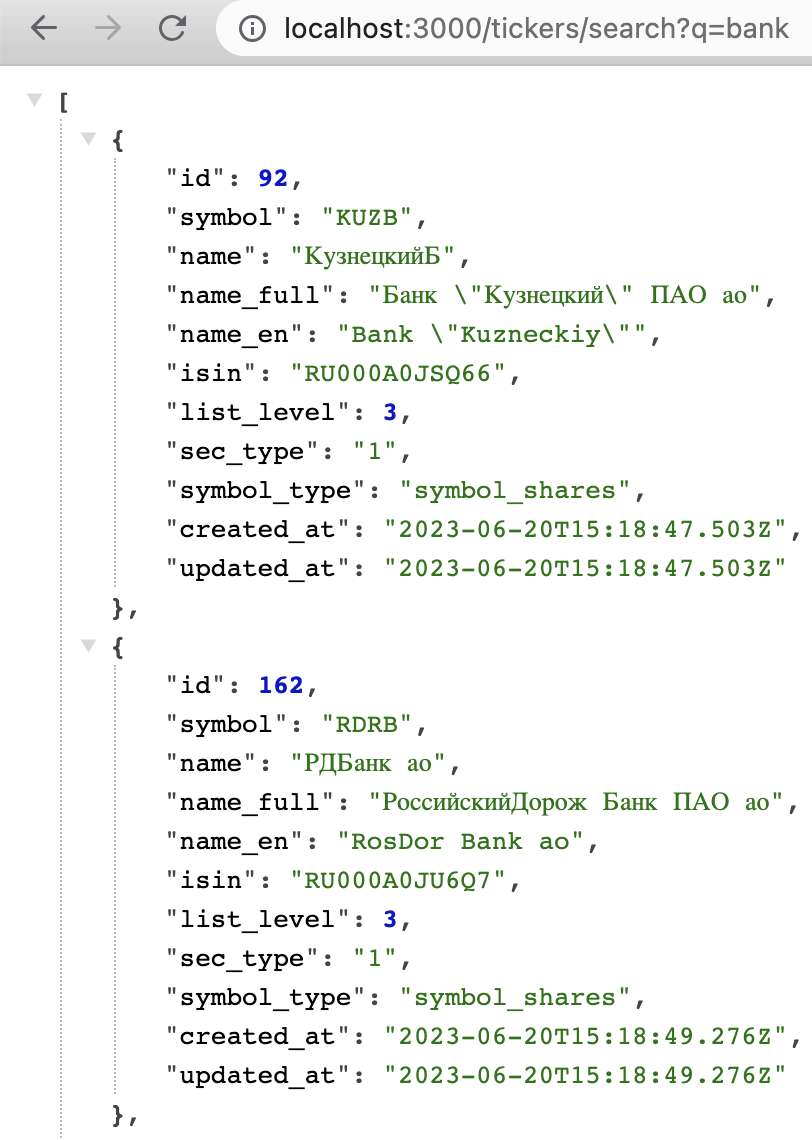 localhost:3000/tickers/search?q=bank
[
{
"id": 92,
"symbol": "KUZB",
"name": "КузнецкийБ",
"name_full": "Банк \"Кузнецкий\" ПАО ао",
"name_en": "Bank \"Kuzneckiy\"",
"isin": "RU000A0JSQ66",
"list_level": 3,
"sec_type": "1",
"symbol_type": "symbol_shares",
"created_at": "2023-06-20T15:18:47.503Z",
"updated_at": "2023-06-20T15:18:47.503Z"
},
{
"id": 162,
"symbol": "RDRB",
"name": "РДБанк ао",
"name_full": "РоссийскийДорож Банк ПАО ао",
"name_en": "RosDor Bank ао",
"isin": "RU000A0JU6Q7",
"list_level": 3,
"sec_type": "1",
"symbol_type": "symbol_shares",
"created_at": "2023-06-20T15:18:49.276Z",
"updated_at": "2023-06-20T15:18:49.276Z"
},